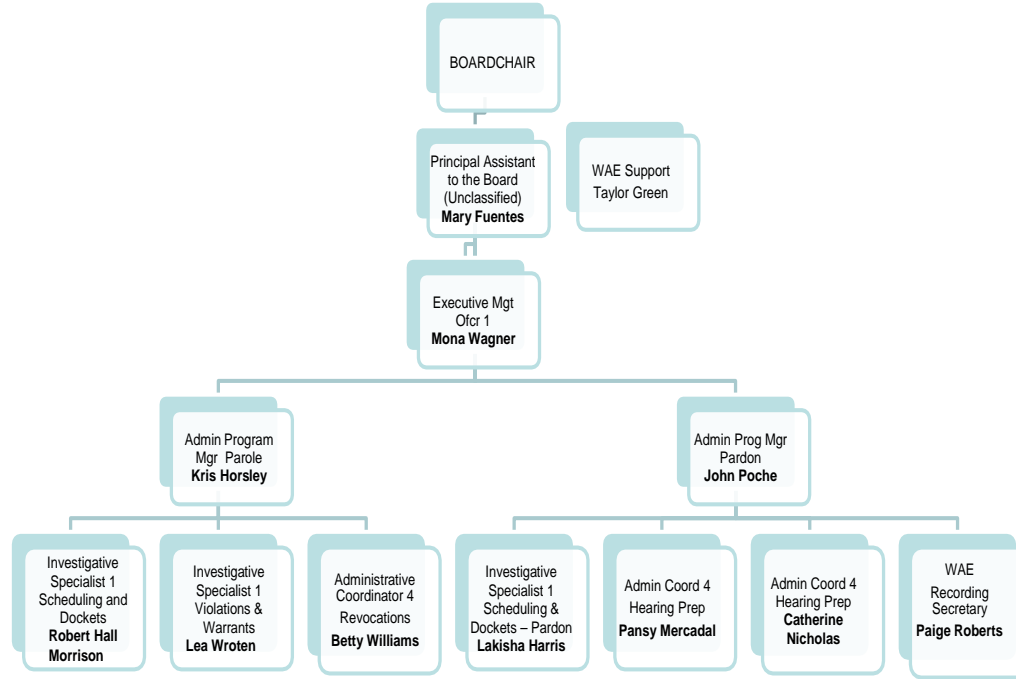 BOARDCHAIR
Principal Assistant
to the Board
(Unclassified)
Mary Fuentes
WAE Support
Taylor Green
Executive Mgt
Ofcr 1
Mona Wagner
Admin Program
Mgr Parole
Kris Horsley
Admin Prog Mgr
Pardon
John Poche
Investigative
Specialist 1
Scheduling and
Dockets
Robert Hall
Morrison
Investigative
Specialist 1
Violations &
Warrants
Lea Wroten
Administrative
Coordinator 4
Revocations
Betty Williams
Investigative
Specialist 1
Scheduling &
Dockets – Pardon
Lakisha Harris
Admin Coord 4
Hearing Prep
Pansy Mercadal
Admin Coord 4
Hearing Prep
Catherine
Nicholas
WAE
Recording
Secretary
Paige Roberts